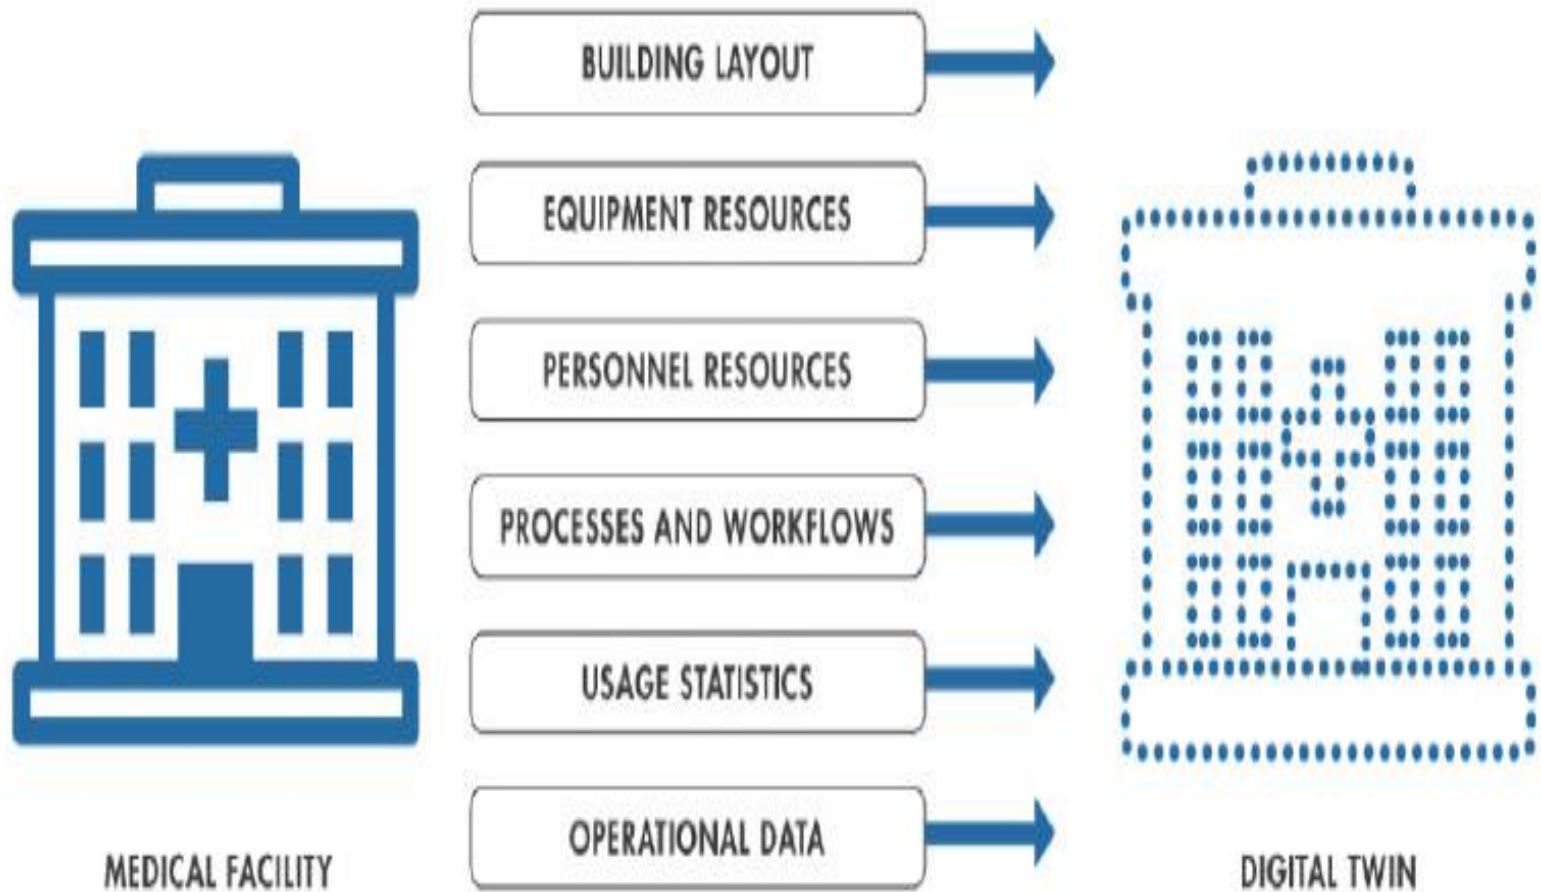 BUILDING LAYOUT
EQUIPMENT RESOURCES
PERSONNEL RESOURCES
PROCESSES AND WORKFLOWS
USAGE STATISTICS
OPERATIONAL DATA
MEDICAL FACILITY
DIGITAL TWIN